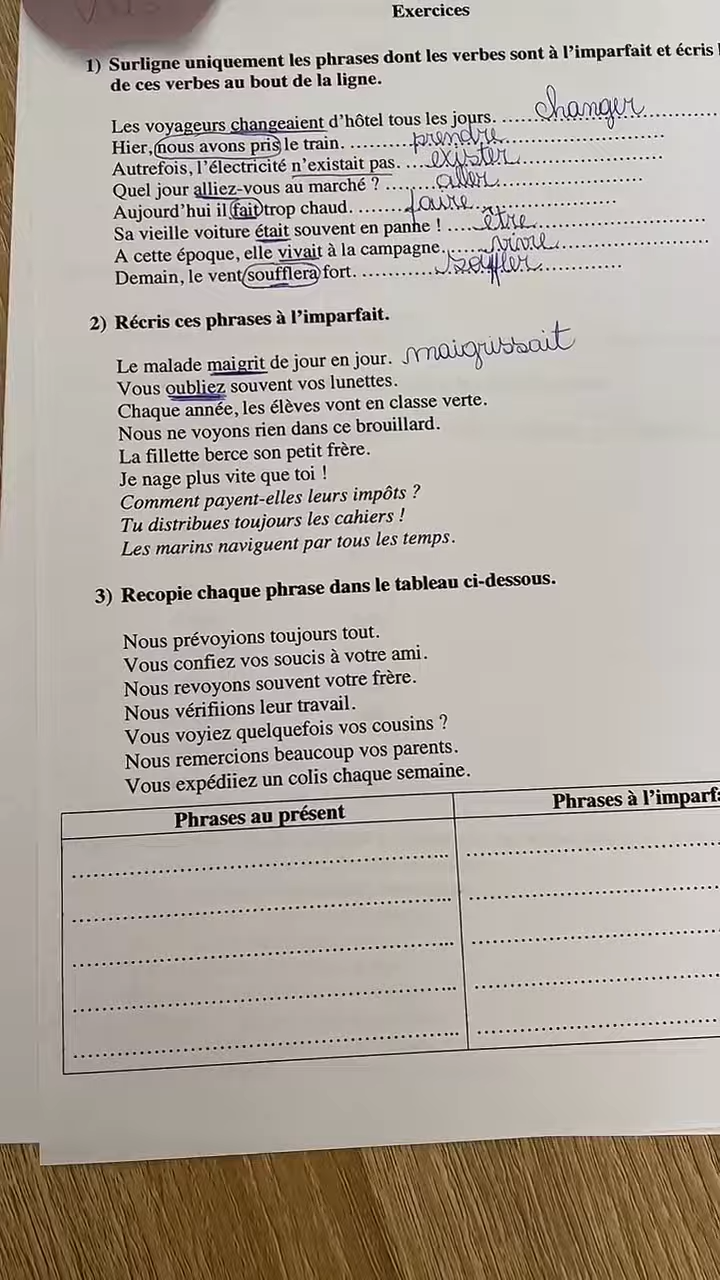 Exercices
1) Surligne uniquement les phrases dont les verbes sont à l'imparfait et écris
de ces verbes au bout de la ligne.
Les voyageurs changeaient d'hôtel tous les jours. .......... changer ..........
Hier, nous avons pris le train. .......... prendre ..........
Autrefois, l'électricité n'existait pas. .......... exister ..........
Quel jour alliez-vous au marché ? .......... aller ..........
Aujourd'hui il fait trop chaud. .......... faire ..........
Sa vieille voiture était souvent en panne ! .......... être ..........
A cette époque, elle vivait à la campagne. .......... vivre ..........
Demain, le vent soufflera fort. .......... souffler ..........
2) Récris ces phrases à l'imparfait.
Le malade maigrit de jour en jour. maigrissait
Vous oubliez souvent vos lunettes.
Chaque année, les élèves vont en classe verte.
Nous ne voyons rien dans ce brouillard.
La fillette berce son petit frère.
Je nage plus vite que toi !
Comment payent-elles leurs impôts ?
Tu distribues toujours les cahiers !
Les marins naviguent par tous les temps.
3) Recopie chaque phrase dans le tableau ci-dessous.
Nous prévoyions toujours tout.
Vous confiez vos soucis à votre ami.
Nous revoyons souvent votre frère.
Nous vérifiions leur travail.
Vous voyiez quelquefois vos cousins ?
Nous remercions beaucoup vos parents.
Vous expédiiez un colis chaque semaine.
Phrases au présent Phrases à l'imparf